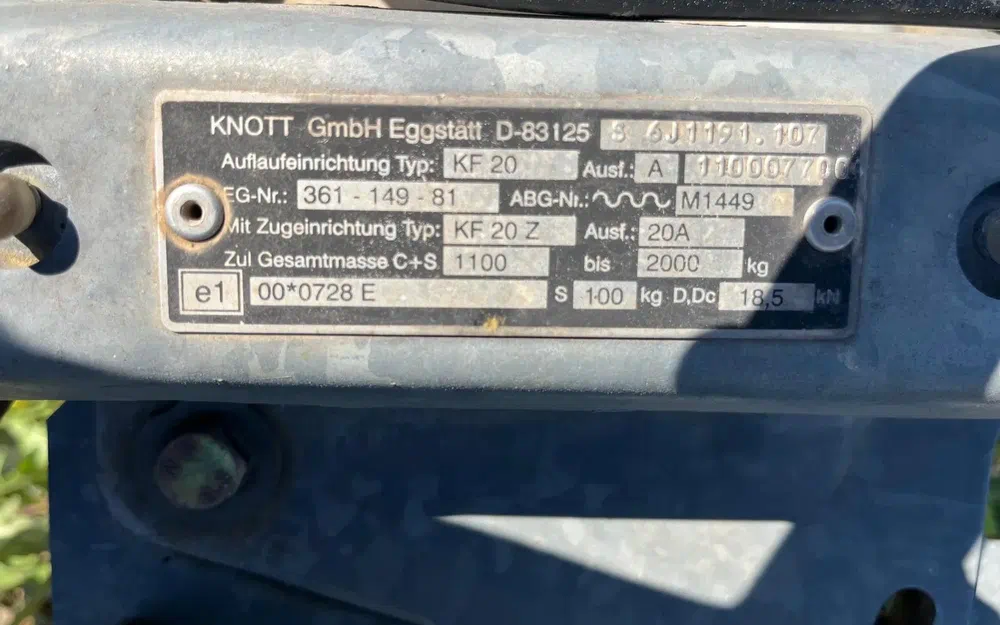 KNOTT GmbH Eggstätt D-83125 S 6J1191.107
Auflaufeinrichtung Typ: KF 20 Ausf.: A
EG-Nr.: 361 - 149 - 81 ABG-Nr.: M1449
Mit Zugeinrichtung Typ: KF 20 Z Ausf.: 20A
Zul Gesamtmasse C+S 1100 bis 2000 kg
e1 00*0728 E S 100 kg D,Dc 18,5 kN